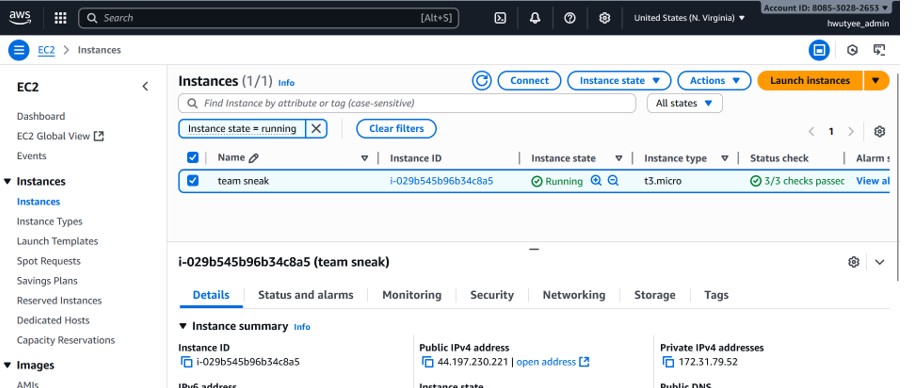 aws
Search [Alt+S]
United States (N. Virginia)
Account ID: 8085-3028-2653
hwutyee_admin
EC2 > Instances
EC2
Dashboard
EC2 Global View
Events
Instances
Instances
Instance Types
Launch Templates
Spot Requests
Savings Plans
Reserved Instances
Dedicated Hosts
Capacity Reservations
Images
AMIs
Instances (1/1) Info
Connect
Instance state
Actions
Launch instances
Find Instance by attribute or tag (case-sensitive)
All states
Instance state = running
Clear filters
1
Name Instance ID Instance state Instance type Status check Alarm s
team sneak i-029b545b96b34c8a5 Running t3.micro 3/3 checks passec View al
i-029b545b96b34c8a5 (team sneak)
Details Status and alarms Monitoring Security Networking Storage Tags
Instance summary Info
Instance ID
i-029b545b96b34c8a5
Public IPv4 address
44.197.230.221 | open address
Private IPv4 addresses
172.31.79.52
IPv6 address
Instance state
Public DNS